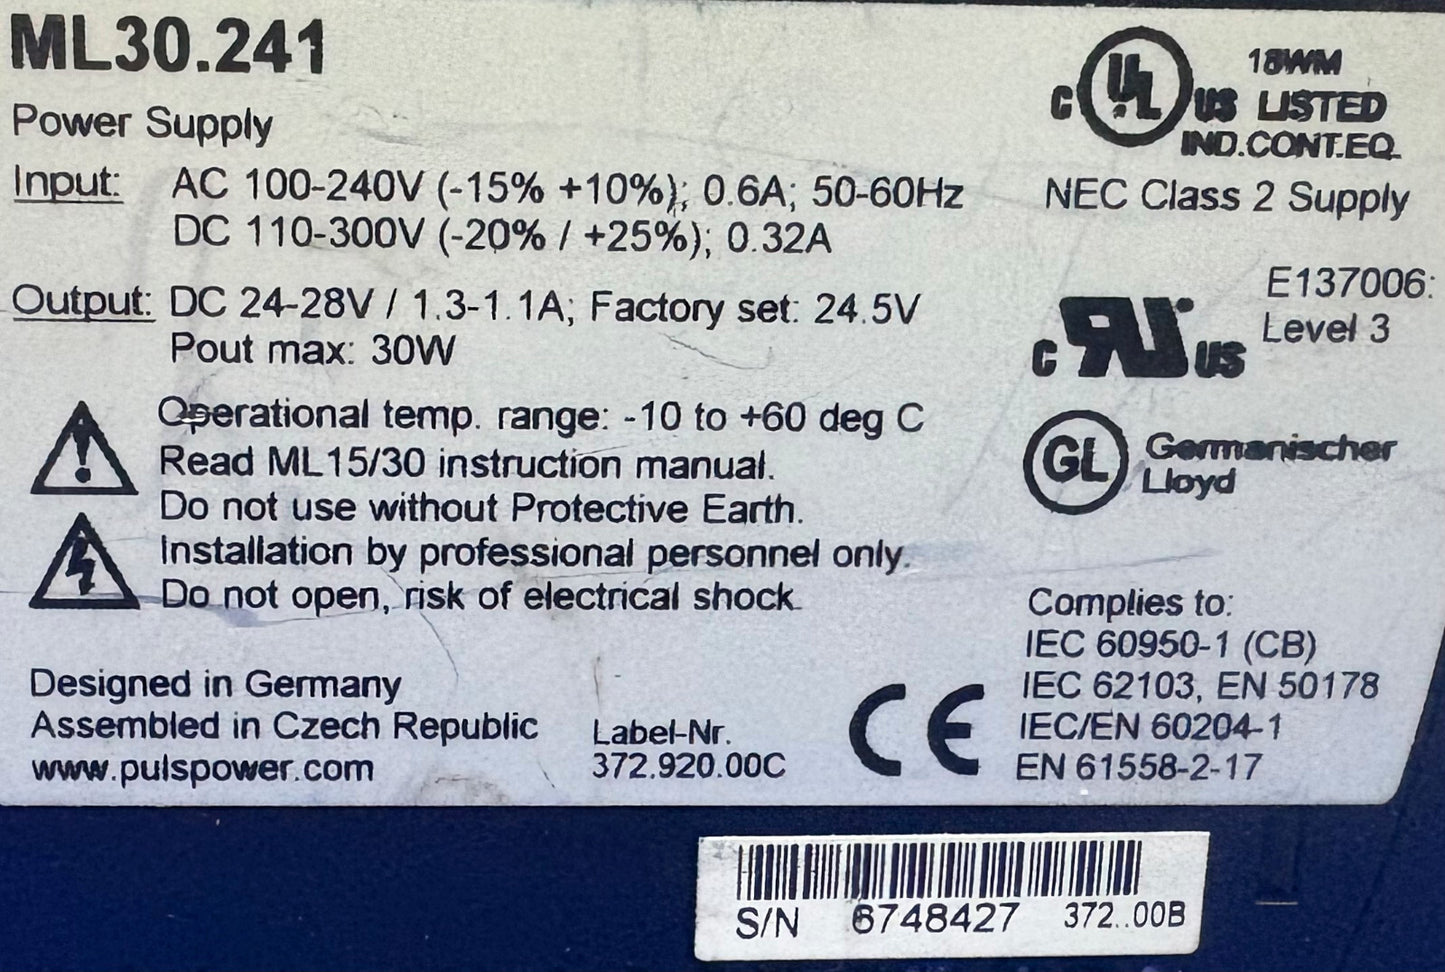 ML30.241
Power Supply
Input: AC 100-240V (-15% +10%); 0.6A; 50-60Hz
DC 110-300V (-20% / +25%); 0.32A
Output: DC 24-28V / 1.3-1.1A; Factory set: 24.5V
Pout max: 30W
Operational temp. range: -10 to +60 deg C
Read ML15/30 instruction manual.
Do not use without Protective Earth.
Installation by professional personnel only.
Do not open, risk of electrical shock.
Designed in Germany
Assembled in Czech Republic
www.pulspower.com
Label-Nr.
372.920.00C
C UL US 18WM
LISTED
IND.CONT.EQ.
NEC Class 2 Supply
C RU US E137006:
Level 3
GL Germanischer
Lloyd
CE
Complies to:
IEC 60950-1 (CB)
IEC 62103, EN 50178
IEC/EN 60204-1
EN 61558-2-17
S/N 6748427 372..00B